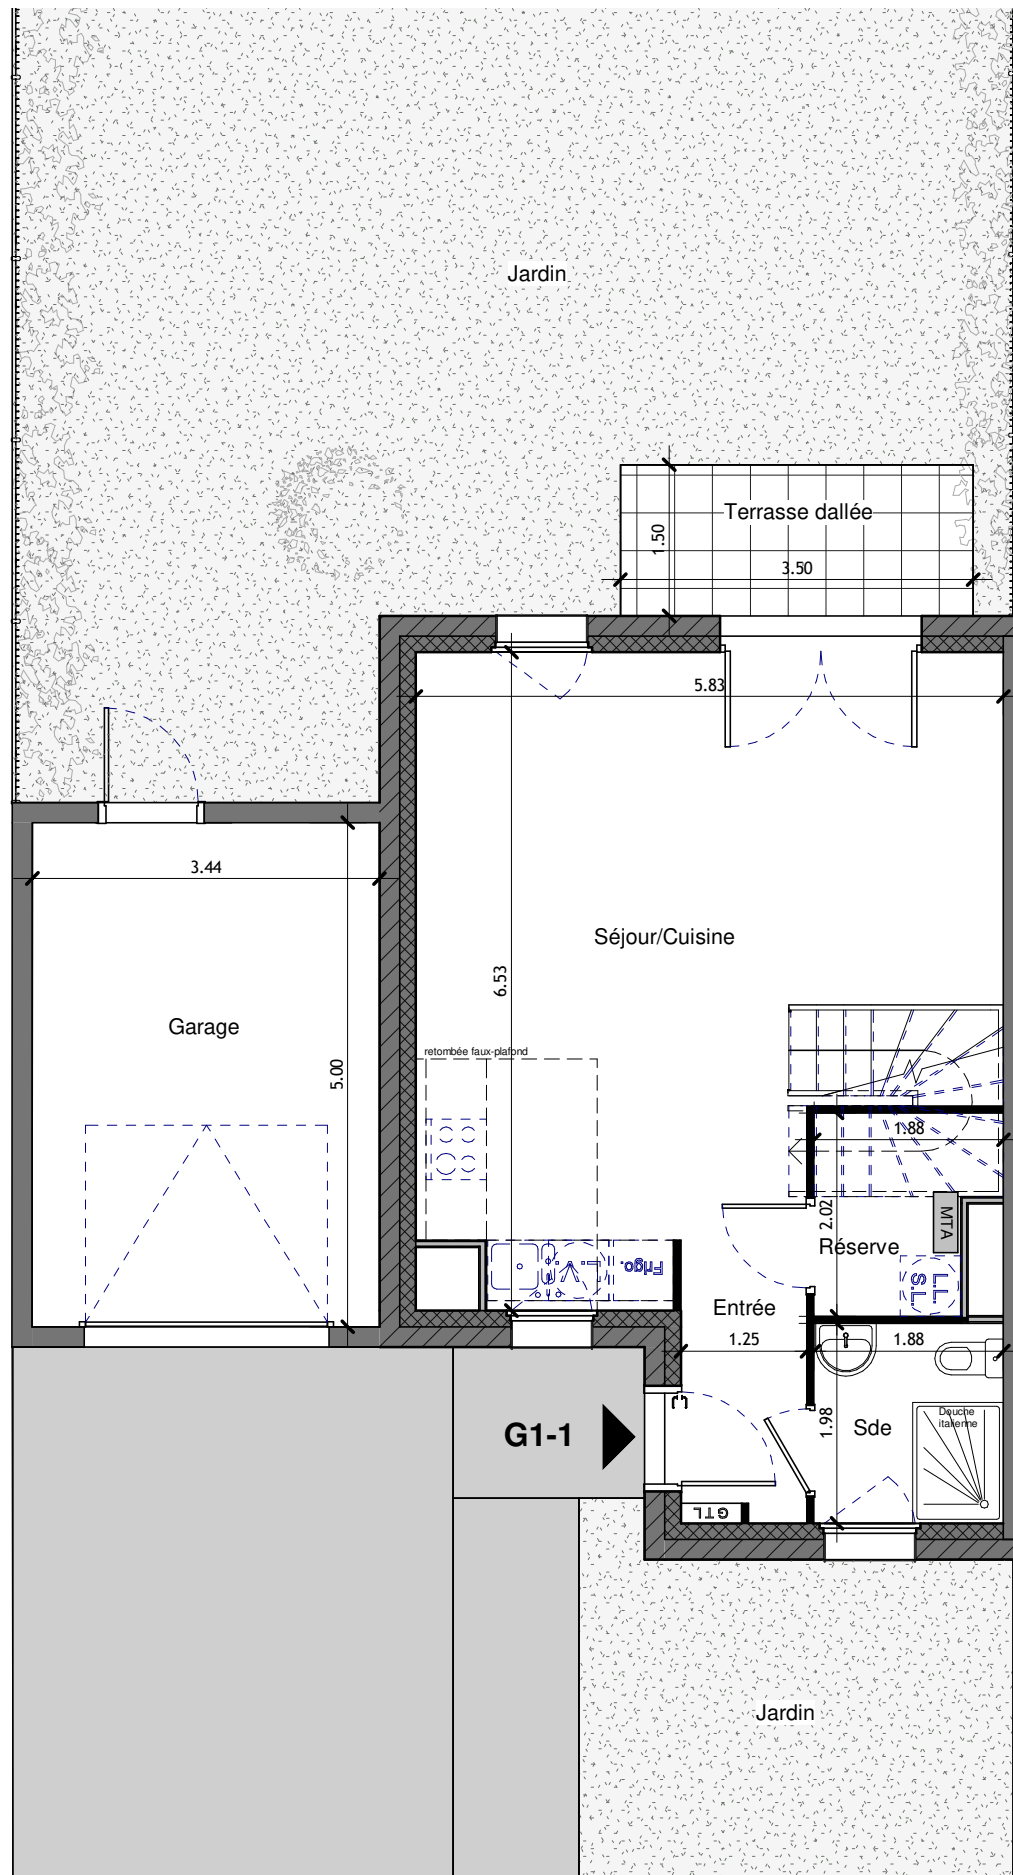 Jardin
Terrasse dallée
1.50
3.50
5.83
3.44
Séjour/Cuisine
6.53
Garage
5.00
retombée faux-plafond
1.88
2.02
MTA
Réserve
Frigo.
L.L.
S.L.
Entrée
1.25
1.88
Douche
italienne
1.98
Sde
G1-1
GTL
Jardin